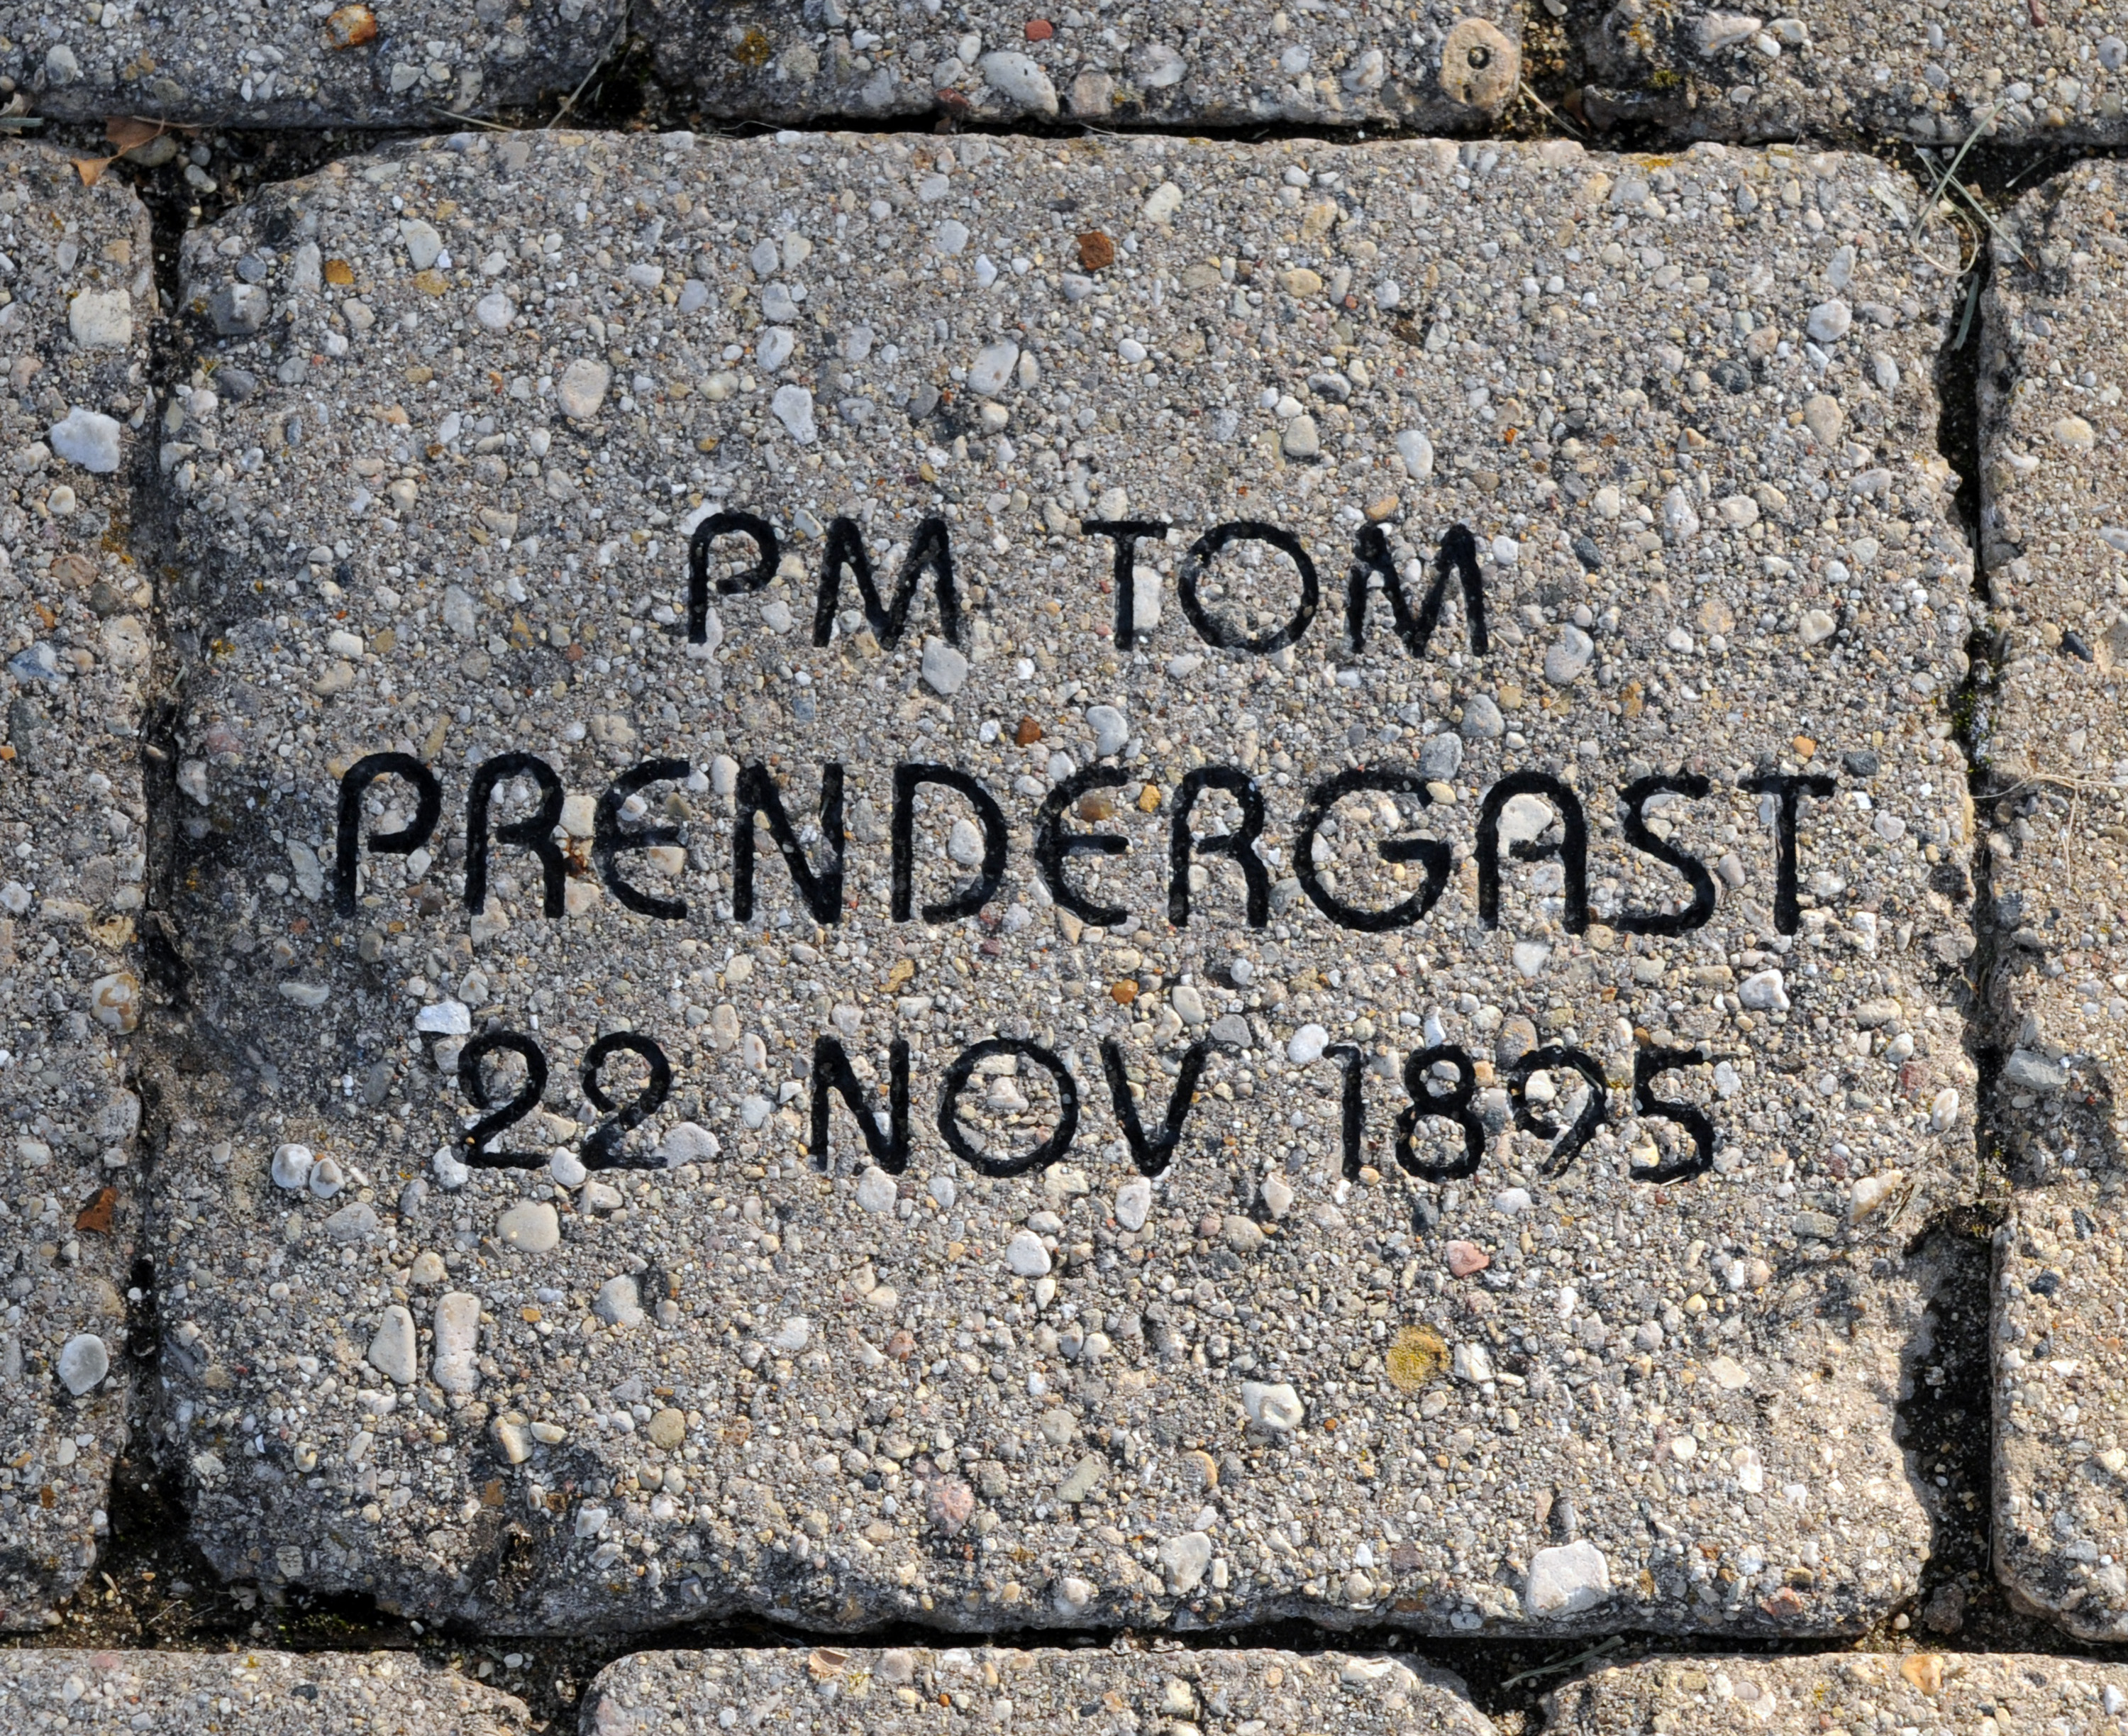 PM TOM
PRENDERGAST
22 NOV 1895